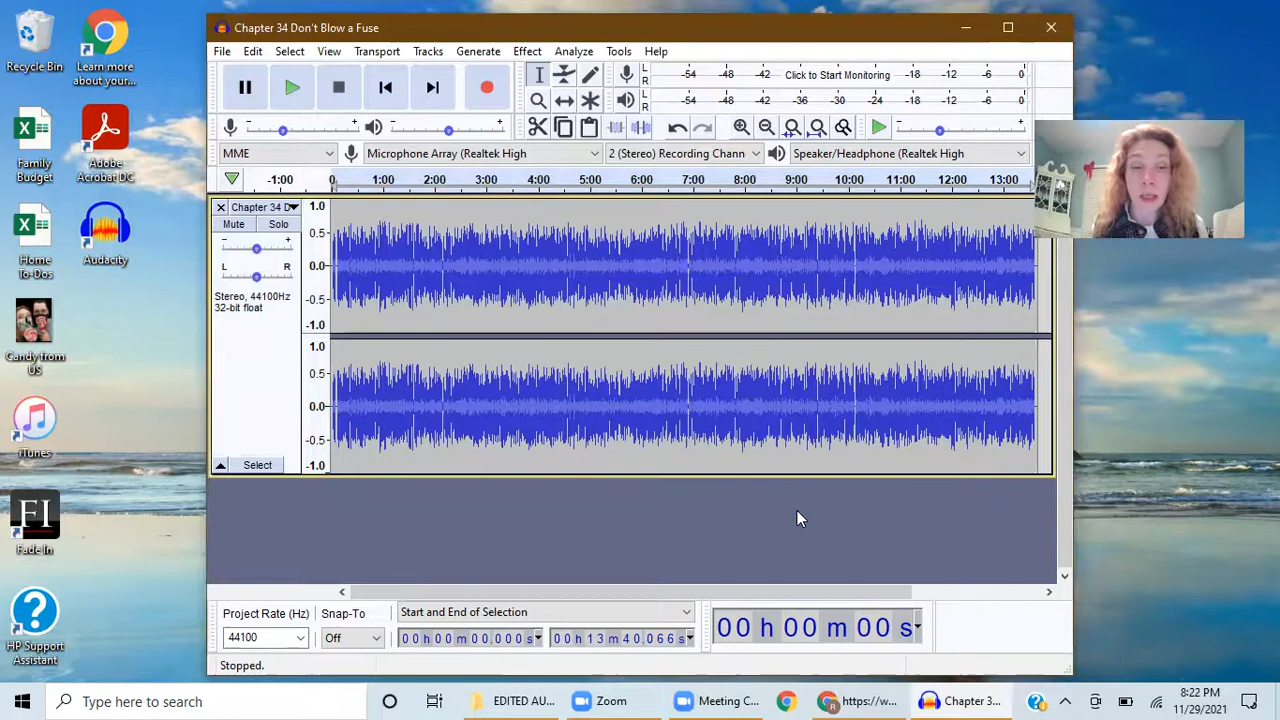 Recycle Bin
Learn more
about your...
Family
Budget
Adobe
Acrobat DC
Home
To-Dos
Audacity
Candy from
US
iTunes
FI
Fade In
HP Support
Assistant
Chapter 34 Don't Blow a Fuse
File Edit Select View Transport Tracks Generate Effect Analyze Tools Help
L
R
-54 -48 -42 Click to Start Monitoring -18 -12 -6 0
L
R
-54 -48 -42 -36 -30 -24 -18 -12 -6 0
- + - + - +
MME Microphone Array (Realtek High 2 (Stereo) Recording Chann Speaker/Headphone (Realtek High
-1:00 0 1:00 2:00 3:00 4:00 5:00 6:00 7:00 8:00 9:00 10:00 11:00 12:00 13:00
Chapter 34 D
Mute Solo
- +
L R
Stereo, 44100Hz
32-bit float
Select
1.0
0.5
0.0
-0.5
-1.0
1.0
0.5
0.0
-0.5
-1.0
Project Rate (Hz) Snap-To Start and End of Selection
44100 Off 00 h 00 m 00.000 s 00 h 13 m 40.066 s
00 h 00 m 00 s
Stopped.
Type here to search
EDITED AU...
Zoom
Meeting C...
https://w...
Chapter 3...
8:22 PM
11/29/2021